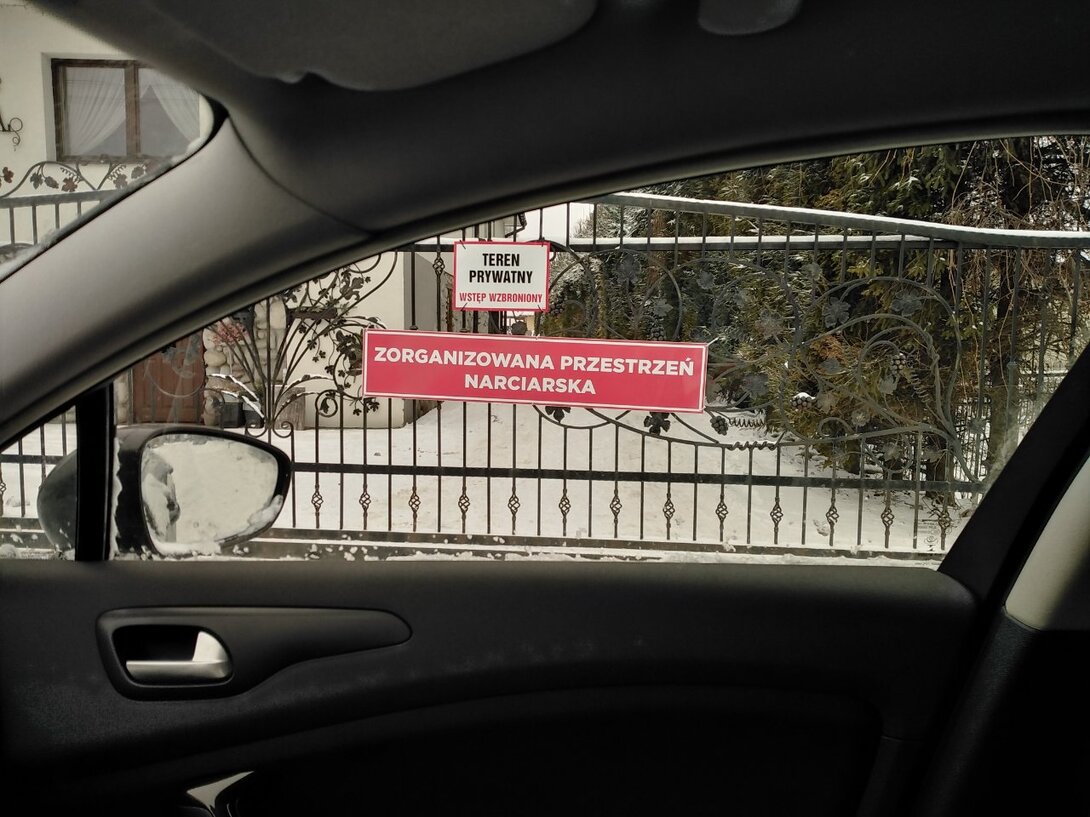 TEREN
PRYWATNY
WSTĘP WZBRONIONY
ZORGANIZOWANA PRZESTRZEŃ
NARCIARSKA